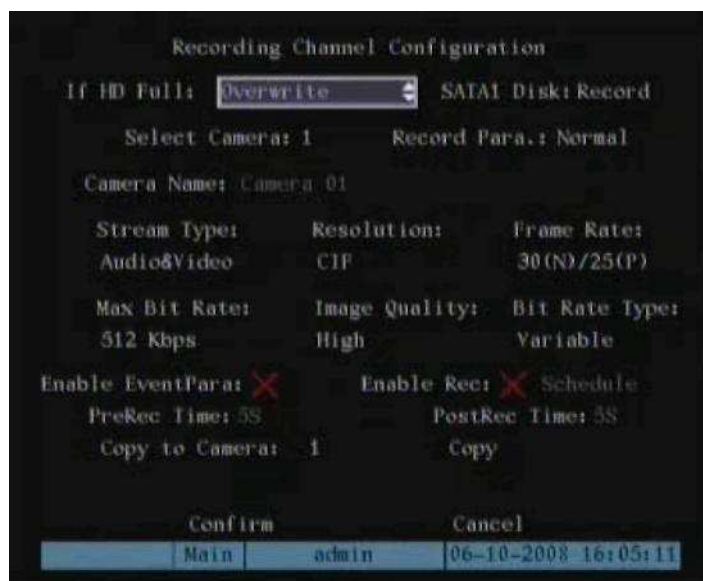 Recording Channel Configuration
If HD Full: Overwrite SATA1 Disk: Record
Select Camera: 1 Record Para.: Normal
Camera Name: Camera 01
Stream Type: Resolution: Frame Rate:
Audio&Video CIF 30(N)/25(P)
Max Bit Rate: Image Quality: Bit Rate Type:
512 Kbps High Variable
Enable EventPara: Enable Rec: Schedule
PreRec Time: 5S PostRec Time: 5S
Copy to Camera: 1 Copy
Confirm Cancel
Main admin 06-10-2008 16:05:11